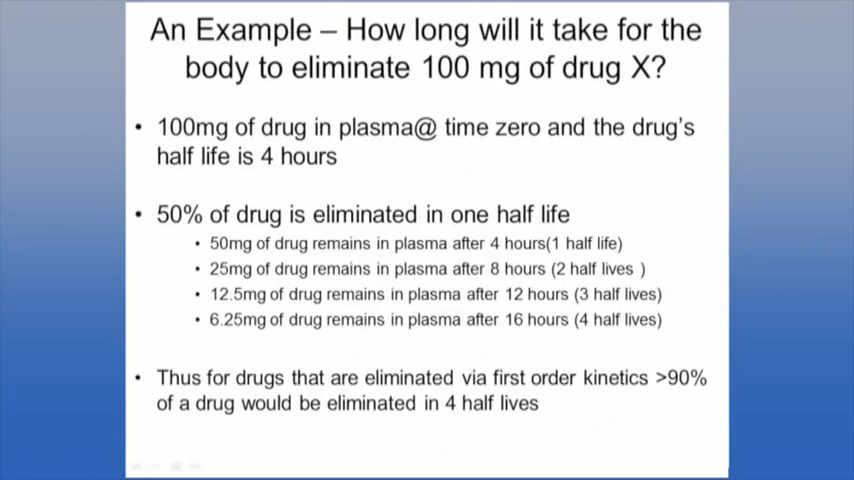 An Example – How long will it take for the
body to eliminate 100 mg of drug X?
• 100mg of drug in plasma@ time zero and the drug's
half life is 4 hours
• 50% of drug is eliminated in one half life
• 50mg of drug remains in plasma after 4 hours(1 half life)
• 25mg of drug remains in plasma after 8 hours (2 half lives )
• 12.5mg of drug remains in plasma after 12 hours (3 half lives)
• 6.25mg of drug remains in plasma after 16 hours (4 half lives)
• Thus for drugs that are eliminated via first order kinetics >90%
of a drug would be eliminated in 4 half lives